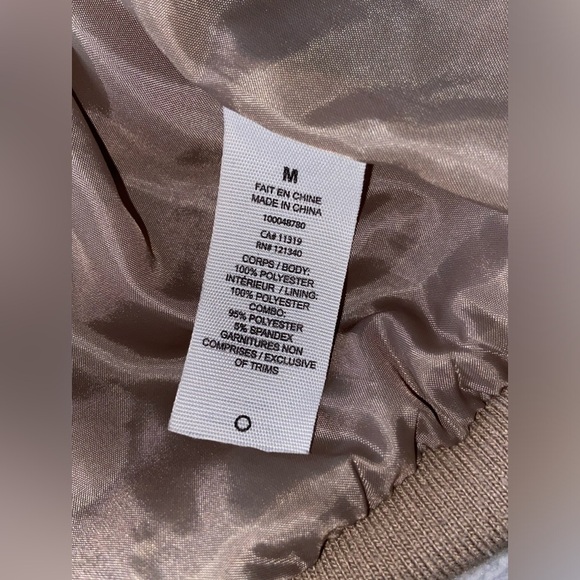 M
FAIT EN CHINE
MADE IN CHINA
100048780
CA# 11319
RN# 121340
CORPS / BODY:
100% POLYESTER
INTÉRIEUR / LINING:
100% POLYESTER
COMBO:
95% POLYESTER
5% SPANDEX
GARNITURES NON
COMPRISES / EXCLUSIVE
OF TRIMS